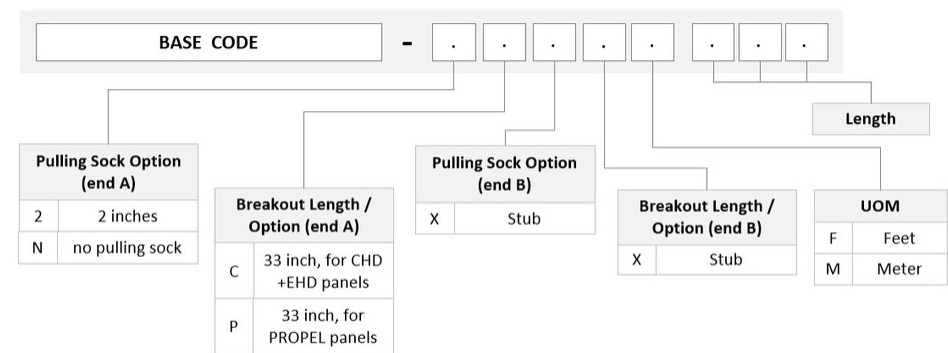 BASE CODE - . . . . . . . .
Length
Pulling Sock Option
(end A)
2 2 inches
N no pulling sock
Breakout Length /
Option (end A)
C 33 inch, for CHD
+EHD panels
P 33 inch, for
PROPEL panels
Pulling Sock Option
(end B)
X Stub
Breakout Length /
Option (end B)
X Stub
UOM
F Feet
M Meter